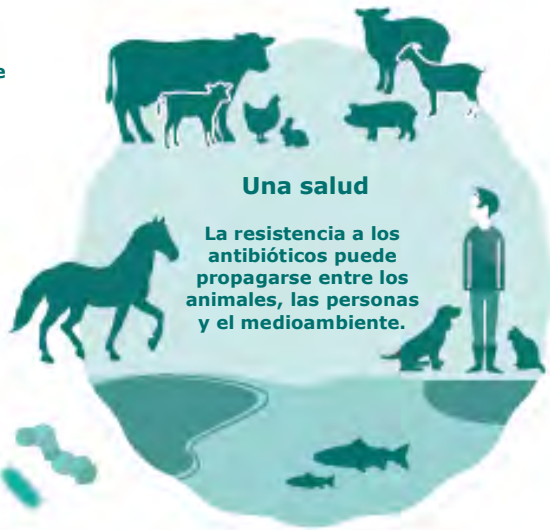 e
Una salud
La resistencia a los
antibióticos puede
propagarse entre los
animales, las personas
y el medioambiente.